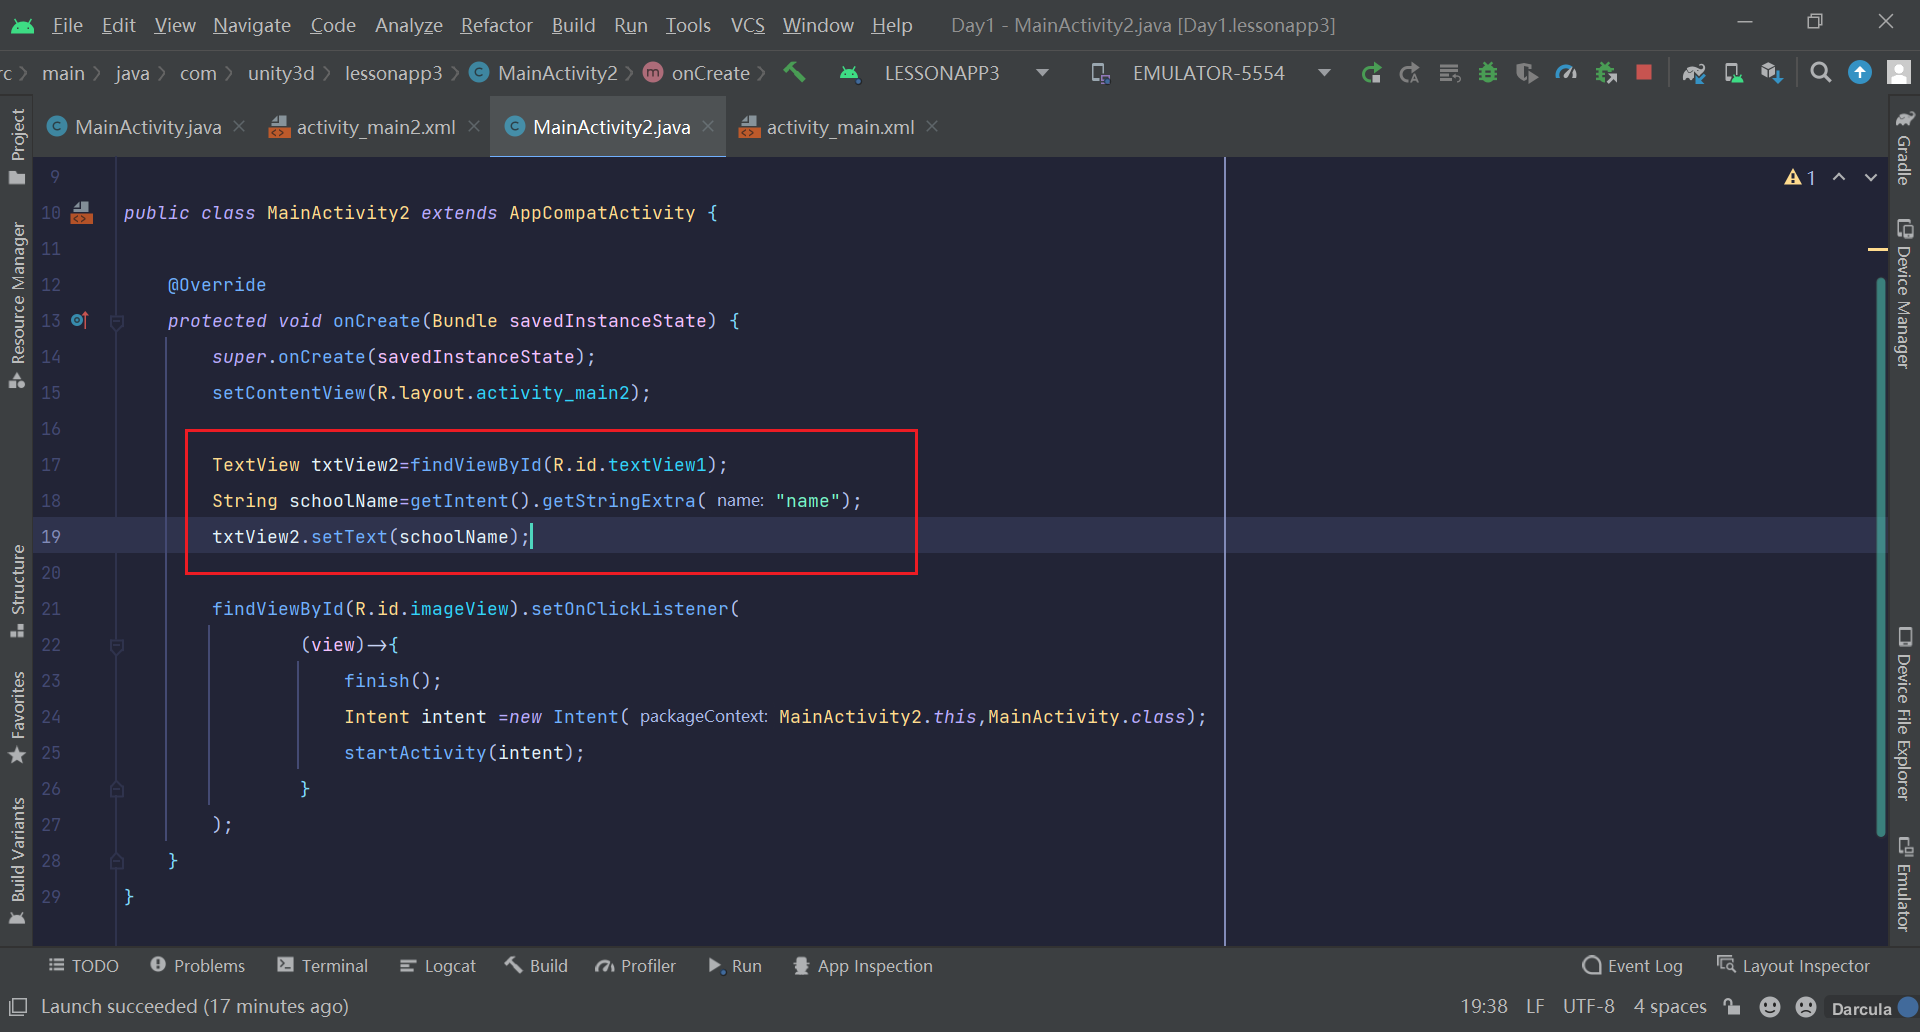 File Edit View Navigate Code Analyze Refactor Build Run Tools VCS Window Help Day1 - MainActivity2.java [Day1.lessonapp3]
rc main java com unity3d lessonapp3 C MainActivity2 m onCreate LESSONAPP3 EMULATOR-5554
MainActivity.java activity_main2.xml MainActivity2.java activity_main.xml
Project
Resource Manager
Structure
Favorites
Build Variants
9
10 public class MainActivity2 extends AppCompatActivity {
11
12 @Override
13 protected void onCreate(Bundle savedInstanceState) {
14 super.onCreate(savedInstanceState);
15 setContentView(R.layout.activity_main2);
16
17 TextView txtView2=findViewById(R.id.textView1);
18 String schoolName=getIntent().getStringExtra( name: "name");
19 txtView2.setText(schoolName);
20
21 findViewById(R.id.imageView).setOnClickListener(
22 (view)->{
23 finish();
24 Intent intent =new Intent( packageContext: MainActivity2.this,MainActivity.class);
25 startActivity(intent);
26 }
27 );
28 }
29 }
1
Gradle
Device Manager
Device File Explorer
Emulator
TODO Problems Terminal Logcat Build Profiler Run App Inspection Event Log Layout Inspector
Launch succeeded (17 minutes ago) 19:38 LF UTF-8 4 spaces Darcula